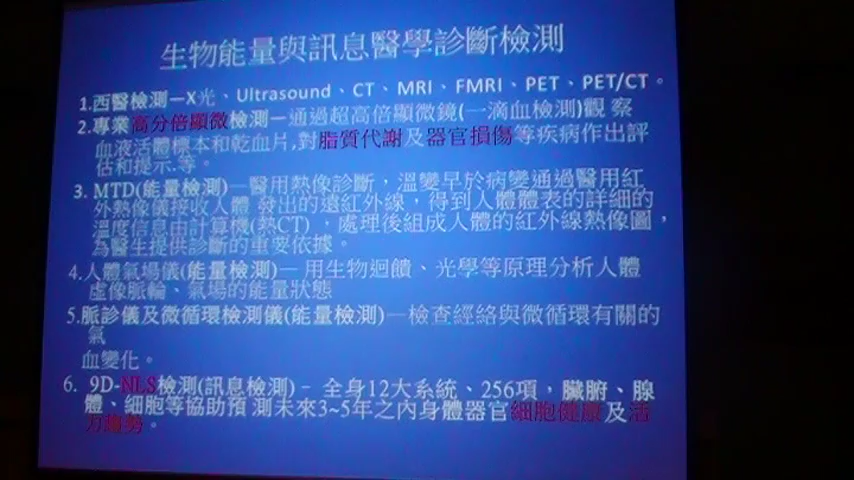 生物能量與訊息醫學診斷檢測
1.西醫檢測—X光、Ultrasound、CT、MRI、FMRI、PET、PET/CT。
2.專業高分倍顯微檢測—通過超高倍顯微鏡(一滴血檢測)觀 察
血液活體標本和乾血片,對脂質代謝及器官損傷等疾病作出評
估和提示.等。
3. MTD(能量檢測)—醫用熱像診斷，溫變早於病變通過醫用紅
外熱像儀接收人體 發出的遠紅外線，得到人體體表的詳細的
溫度信息由計算機(熱CT) ，處理後組成人體的紅外線熱像圖，
為醫生提供診斷的重要依據。
4.人體氣場儀(能量檢測)— 用生物迴饋、光學等原理分析人體
虛像脈輪、氣場的能量狀態
5.脈診儀及微循環檢測儀(能量檢測)—檢查經絡與微循環有關的
氣
血變化。
6. 9D-NLS檢測(訊息檢測)– 全身12大系統、256項，臟腑、腺
體、細胞等協助預 測未來3~5年之內身體器官細胞健康及活
力趨勢。